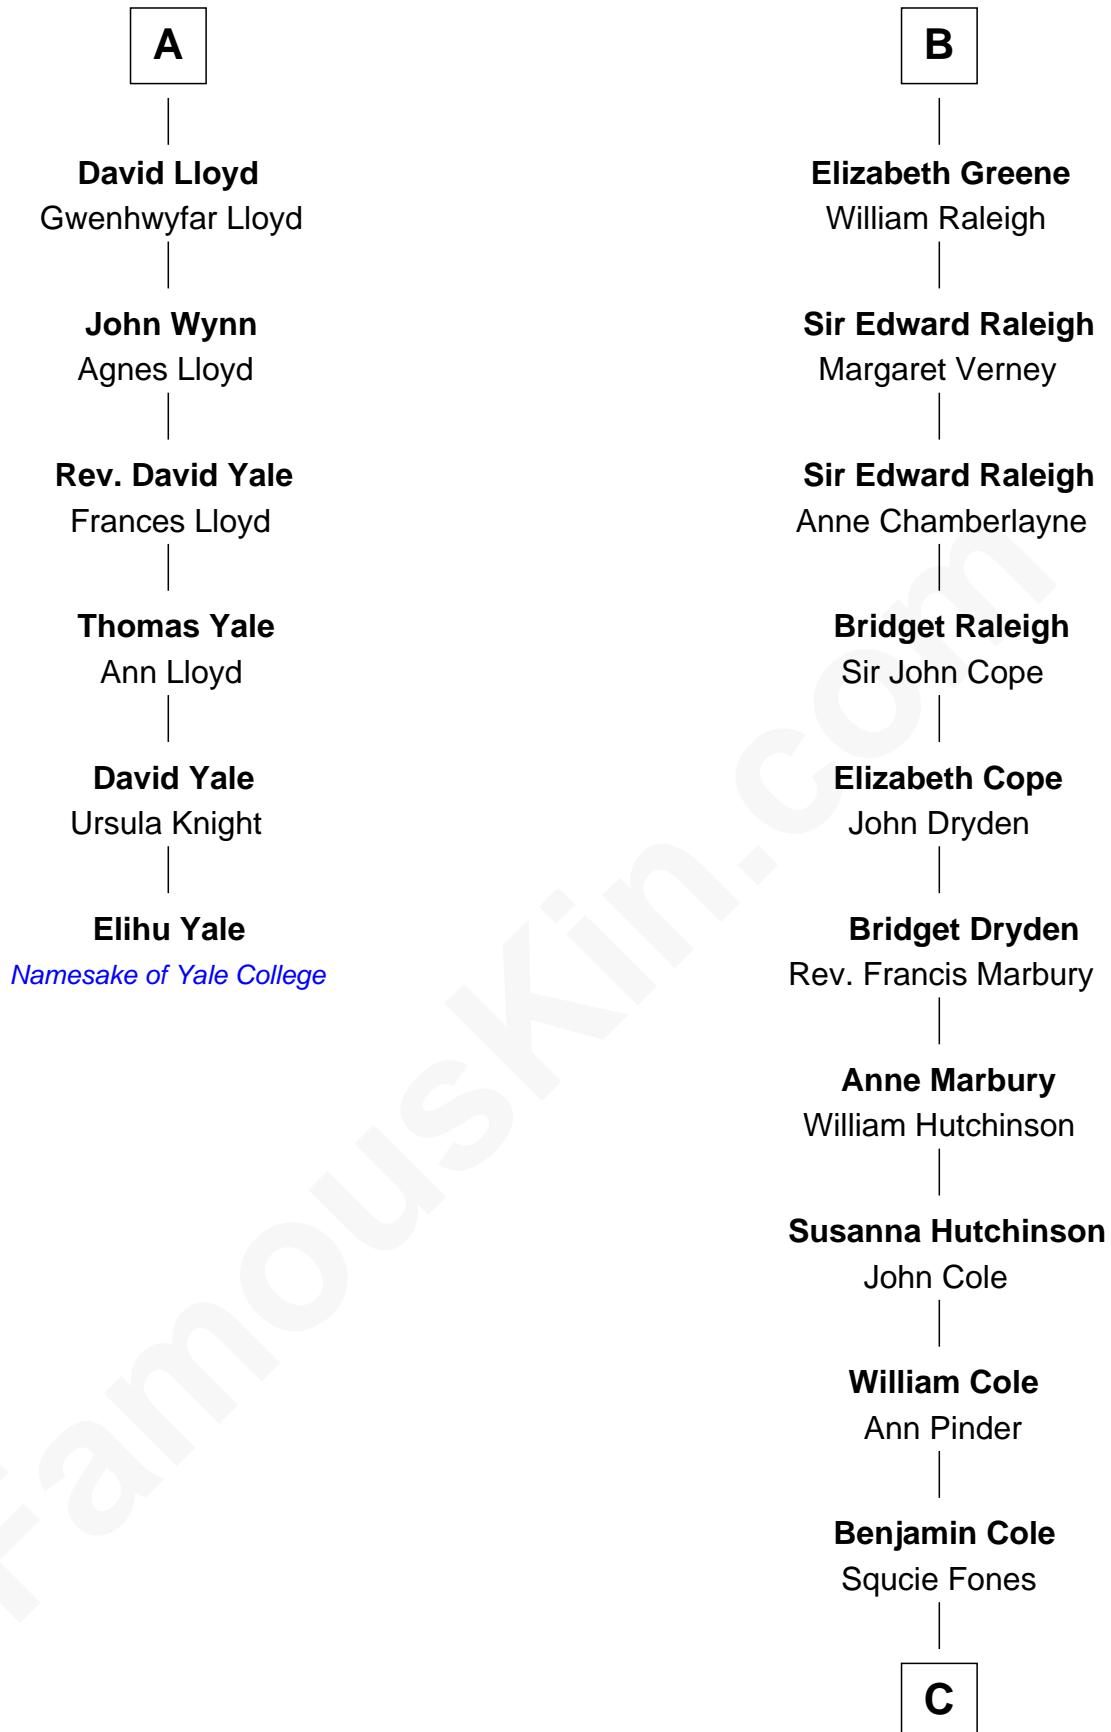 A
David Lloyd
Gwenhwyfar Lloyd
John Wynn
Agnes Lloyd
Rev. David Yale
Frances Lloyd
Thomas Yale
Ann Lloyd
David Yale
Ursula Knight
Elihu Yale
Namesake of Yale College
B
Elizabeth Greene
William Raleigh
Sir Edward Raleigh
Margaret Verney
Sir Edward Raleigh
Anne Chamberlayne
Bridget Raleigh
Sir John Cope
Elizabeth Cope
John Dryden
Bridget Dryden
Rev. Francis Marbury
Anne Marbury
William Hutchinson
Susanna Hutchinson
John Cole
William Cole
Ann Pinder
Benjamin Cole
Squcie Fones
C
FamousKin.com